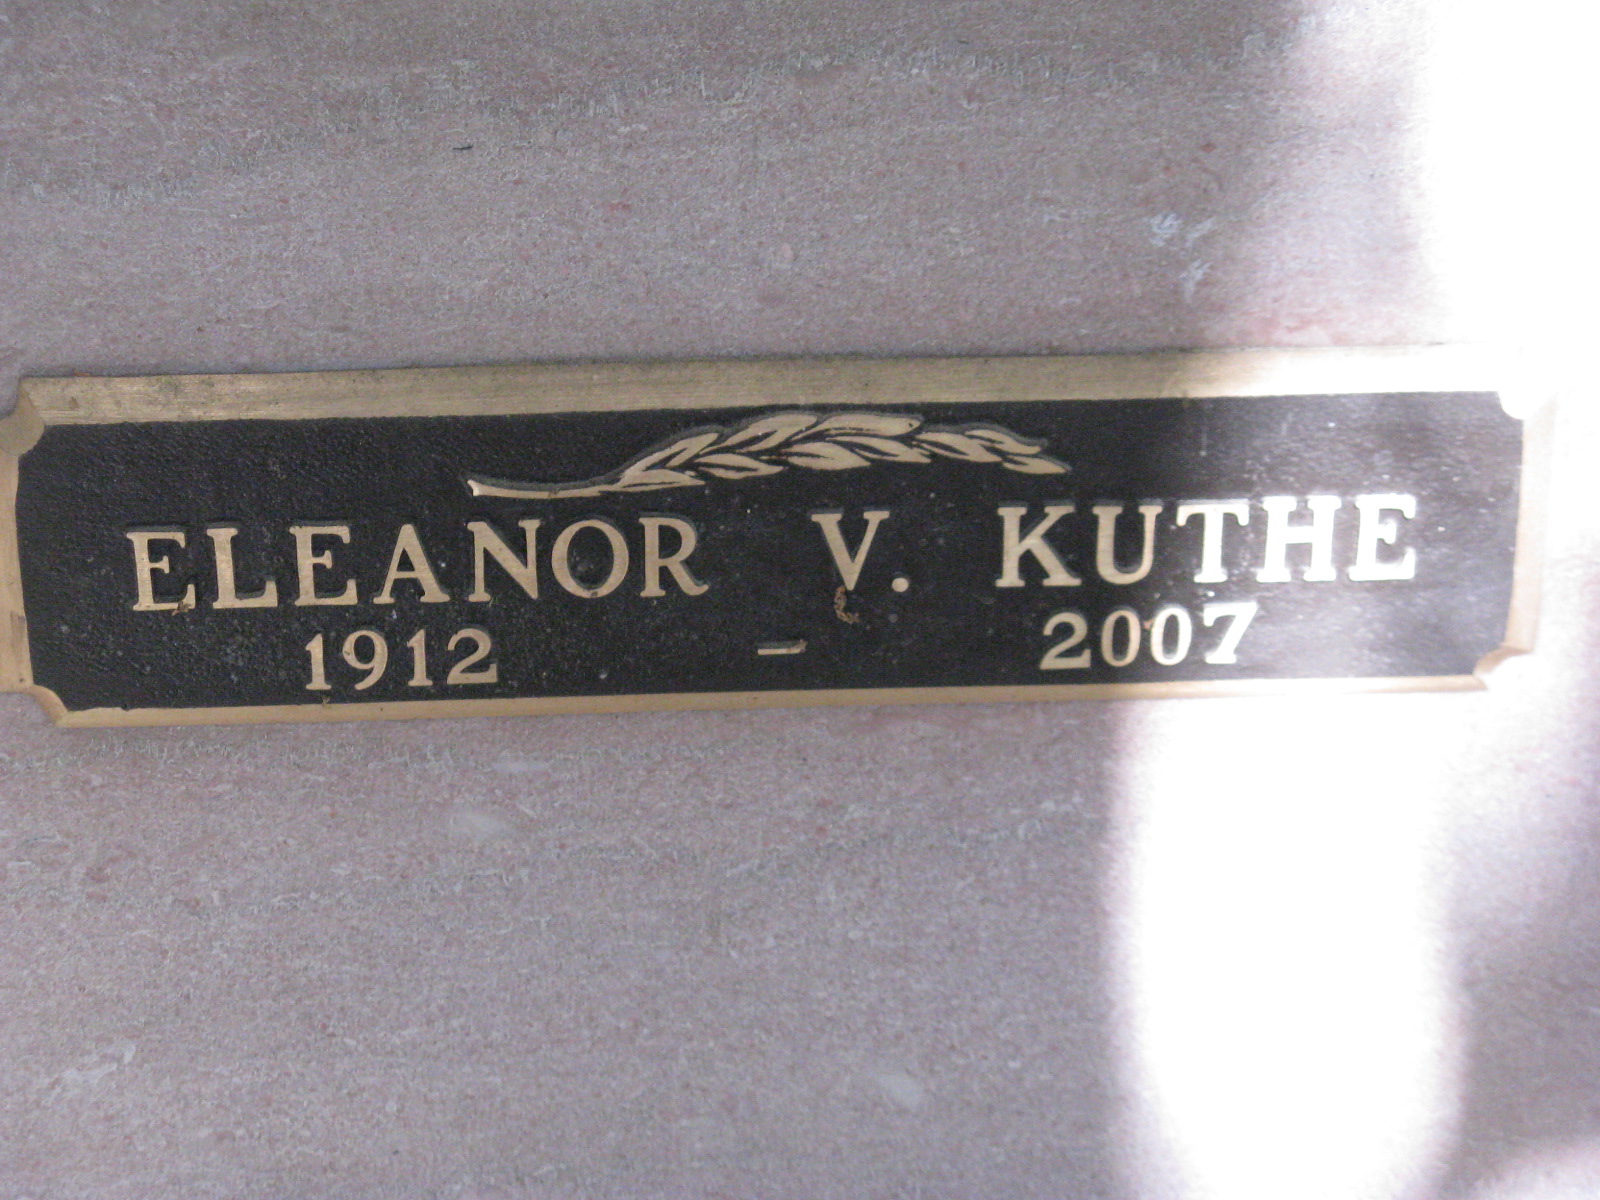 ELEANOR V. KUTHE
1912 – 2007